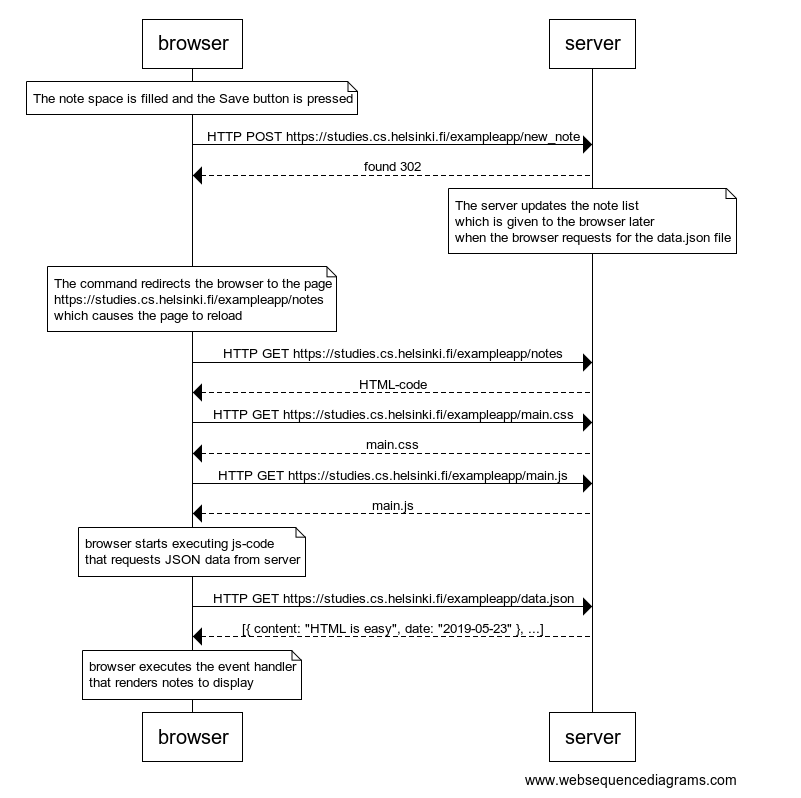 browser
server
The note space is filled and the Save button is pressed
HTTP POST https://studies.cs.helsinki.fi/exampleapp/new_note
found 302
The server updates the note list
which is given to the browser later
when the browser requests for the data.json file
The command redirects the browser to the page
https://studies.cs.helsinki.fi/exampleapp/notes
which causes the page to reload
HTTP GET https://studies.cs.helsinki.fi/exampleapp/notes
HTML-code
HTTP GET https://studies.cs.helsinki.fi/exampleapp/main.css
main.css
HTTP GET https://studies.cs.helsinki.fi/exampleapp/main.js
main.js
browser starts executing js-code
that requests JSON data from server
HTTP GET https://studies.cs.helsinki.fi/exampleapp/data.json
[{ content: "HTML is easy", date: "2019-05-23" }, ...]
browser executes the event handler
that renders notes to display
browser
server
www.websequencediagrams.com